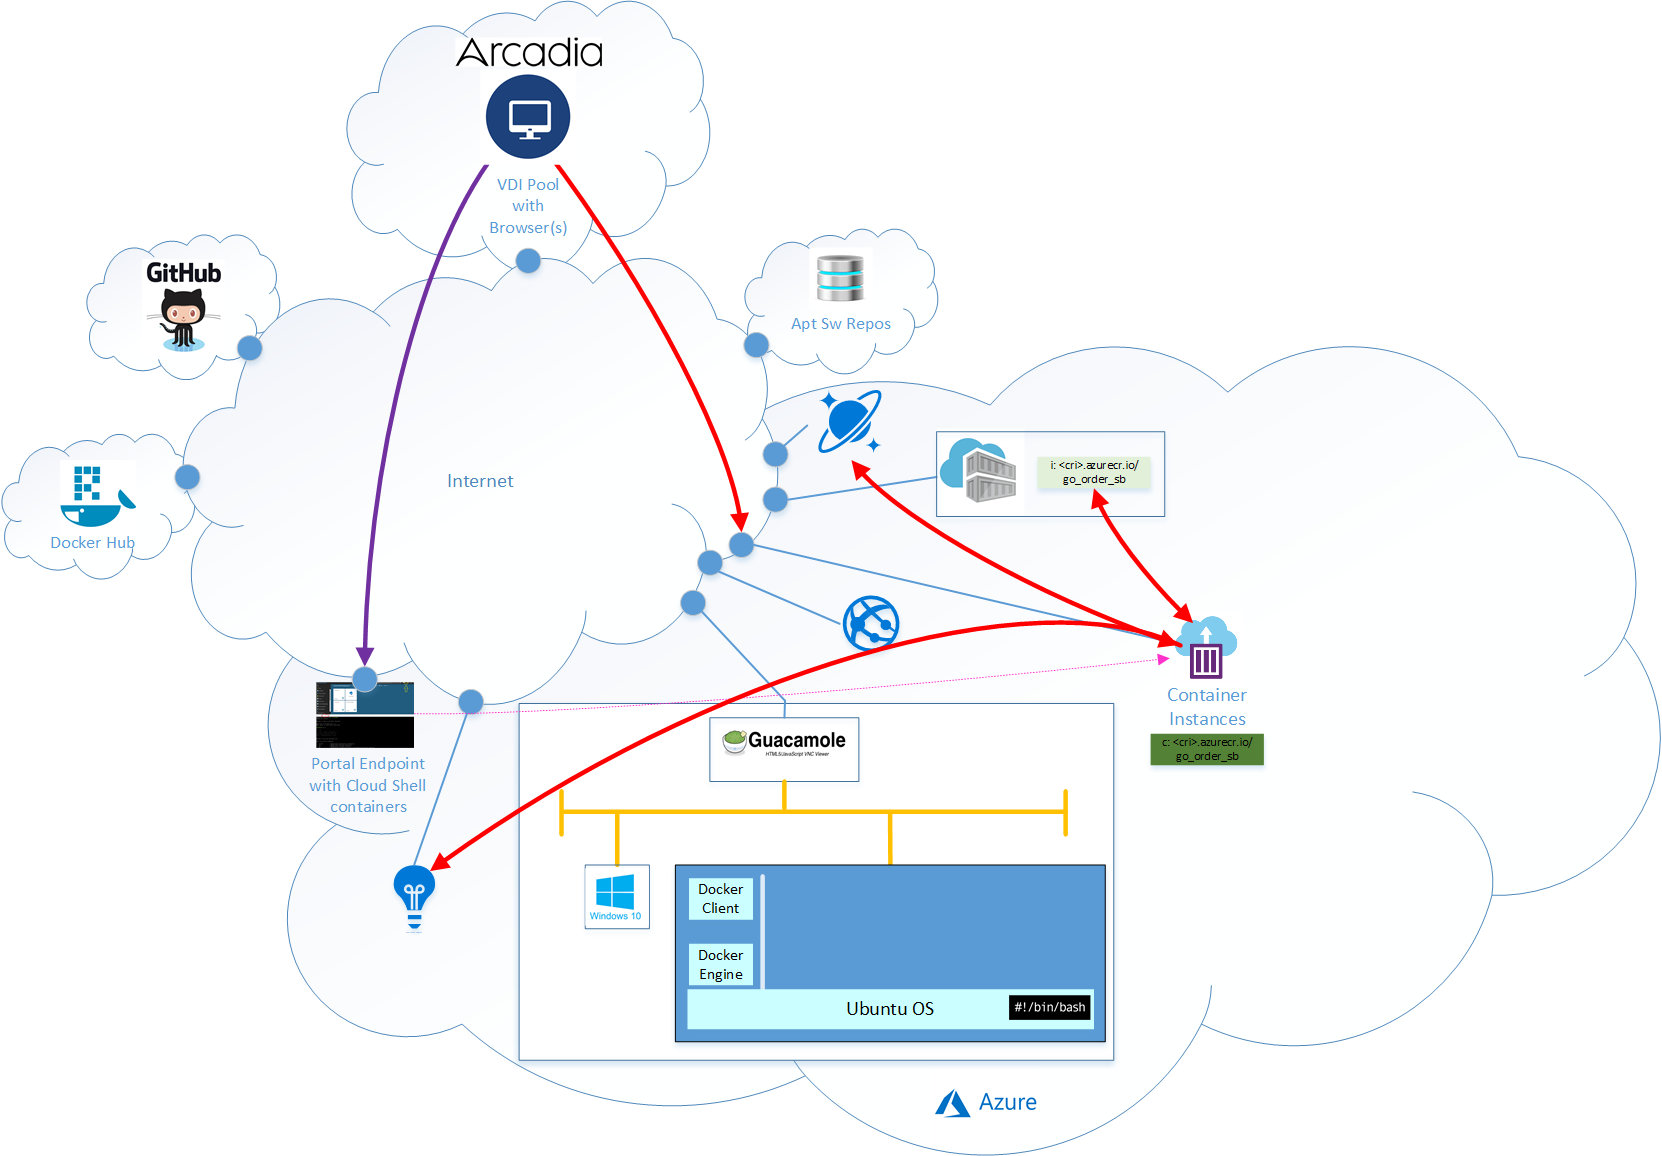 Arcadia
VDI Pool
with
Browser(s)
GitHub
Apt Sw Repos
Docker Hub
Internet
i: <cri>.azurecr.io/
go_order_sb
Container
Instances
c: <cri>.azurecr.io/
go_order_sb
Portal Endpoint
with Cloud Shell
containers
Guacamole
HTML5/JavaScript VNC Viewer
Windows 10
Docker
Client
Docker
Engine
Ubuntu OS
#!/bin/bash
Azure